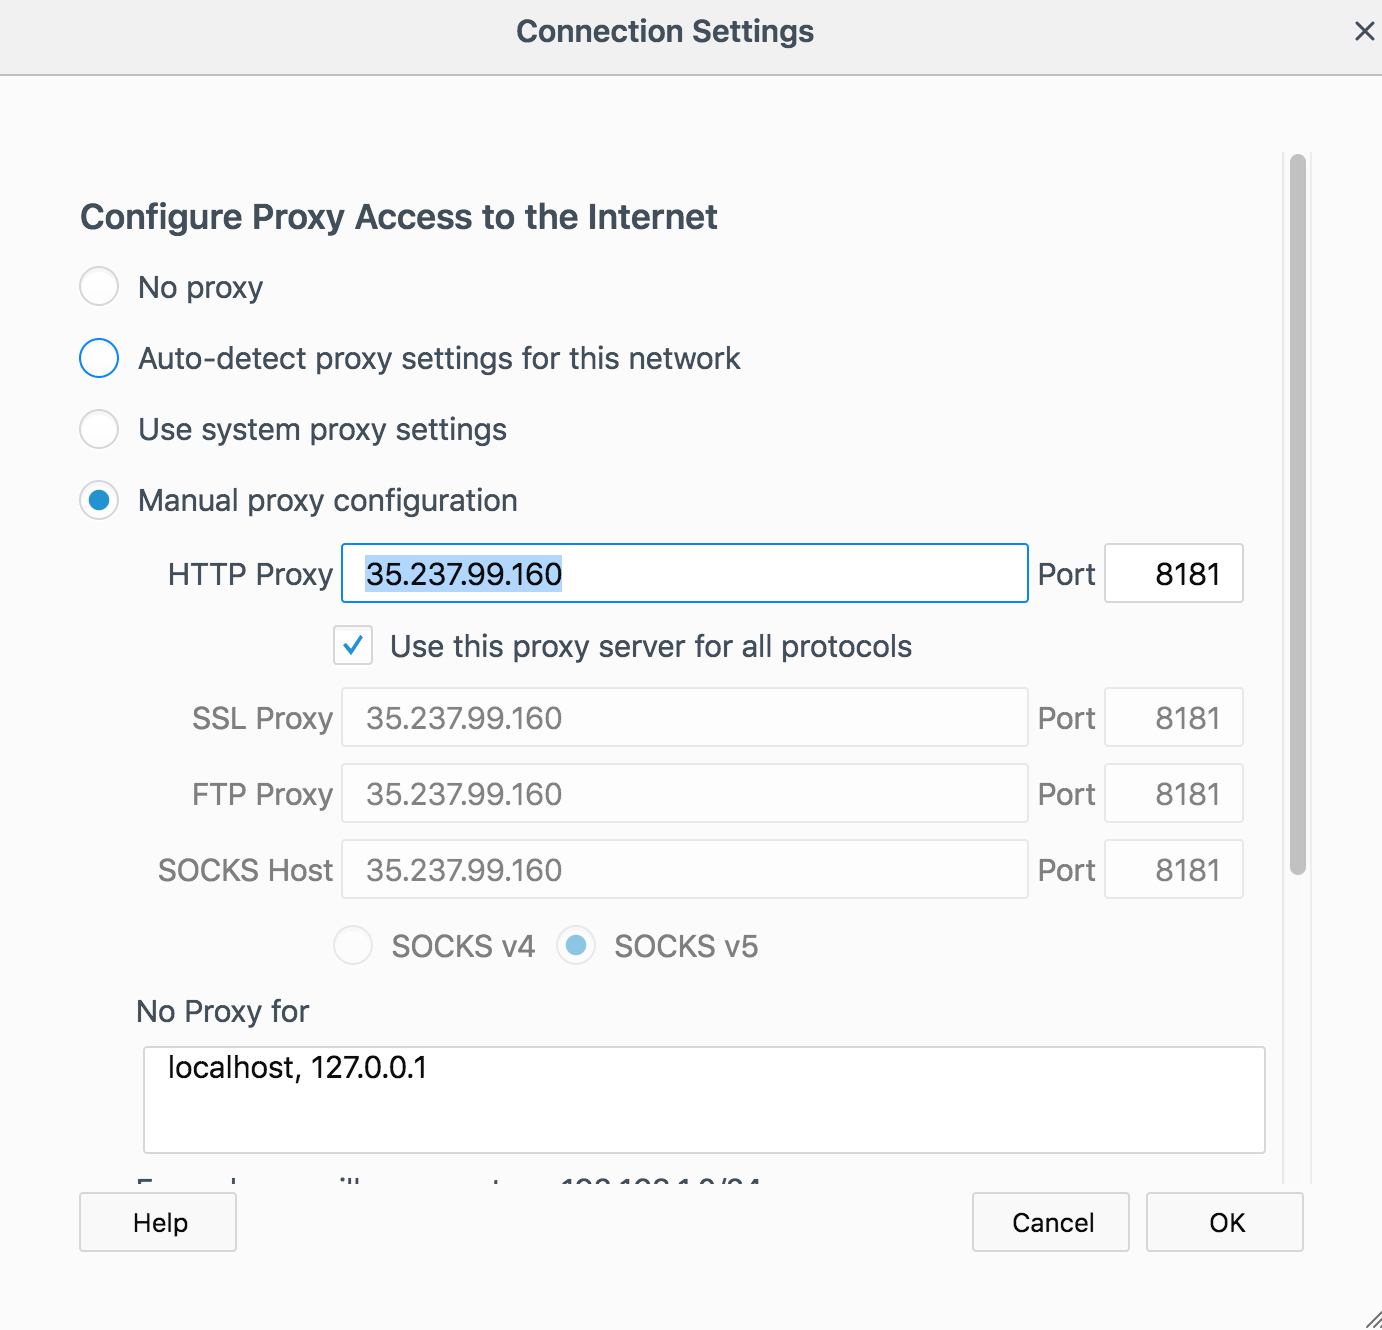 Connection Settings
Configure Proxy Access to the Internet
No proxy
Auto-detect proxy settings for this network
Use system proxy settings
Manual proxy configuration
HTTP Proxy 35.237.99.160 Port 8181
Use this proxy server for all protocols
SSL Proxy 35.237.99.160 Port 8181
FTP Proxy 35.237.99.160 Port 8181
SOCKS Host 35.237.99.160 Port 8181
SOCKS v4 SOCKS v5
No Proxy for
localhost, 127.0.0.1
Help Cancel OK